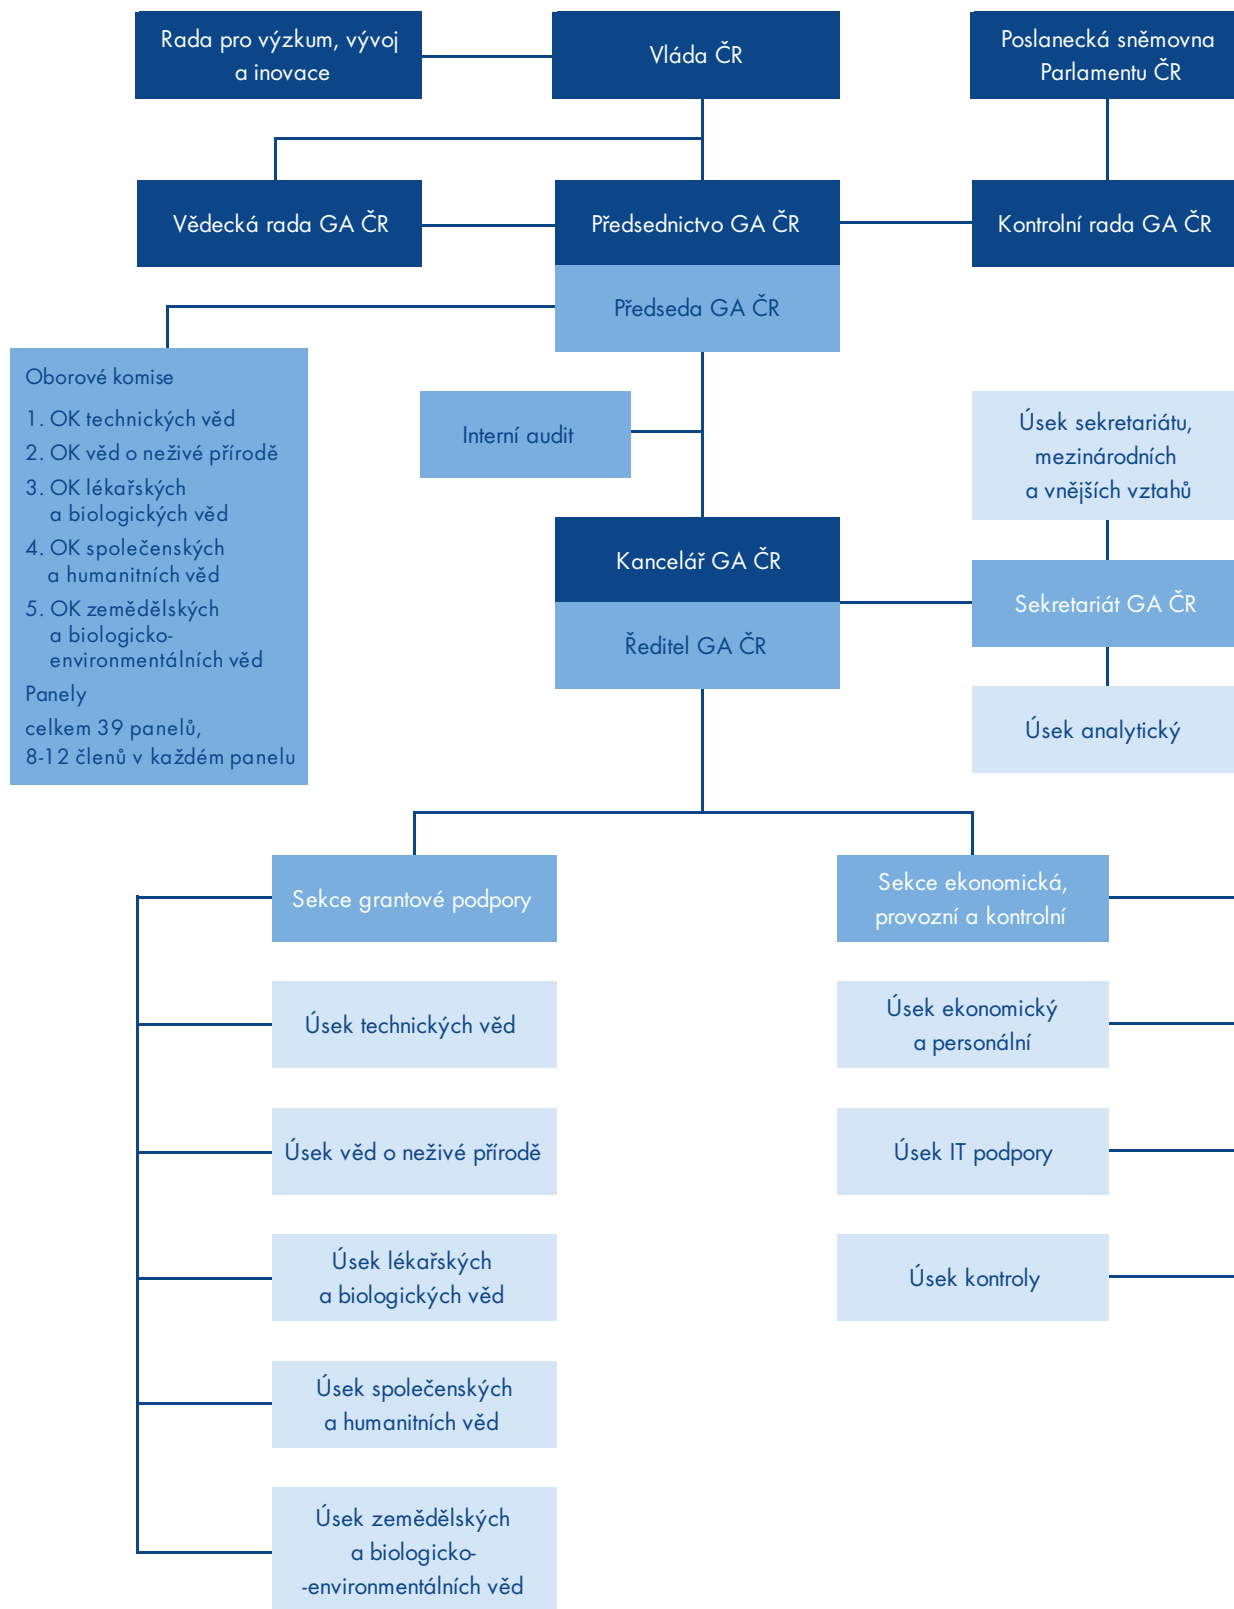 Rada pro výzkum, vývoj
a inovace
Vláda ČR
Poslanecká sněmovna
Parlamentu ČR
Vědecká rada GA ČR
Předsednictvo GA ČR
Kontrolní rada GA ČR
Předseda GA ČR
Oborové komise
1. OK technických věd
2. OK věd o neživé přírodě
3. OK lékařských
a biologických věd
4. OK společenských
a humanitních věd
5. OK zemědělských
a biologicko-
environmentálních věd
Panely
celkem 39 panelů,
8-12 členů v každém panelu
Interní audit
Úsek sekretariátu,
mezinárodních
a vnějších vztahů
Kancelář GA ČR
Ředitel GA ČR
Sekretariát GA ČR
Úsek analytický
Sekce grantové podpory
Úsek technických věd
Úsek věd o neživé přírodě
Úsek lékařských
a biologických věd
Úsek společenských
a humanitních věd
Úsek zemědělských
a biologicko-
-environmentálních věd
Sekce ekonomická,
provozní a kontrolní
Úsek ekonomický
a personální
Úsek IT podpory
Úsek kontroly